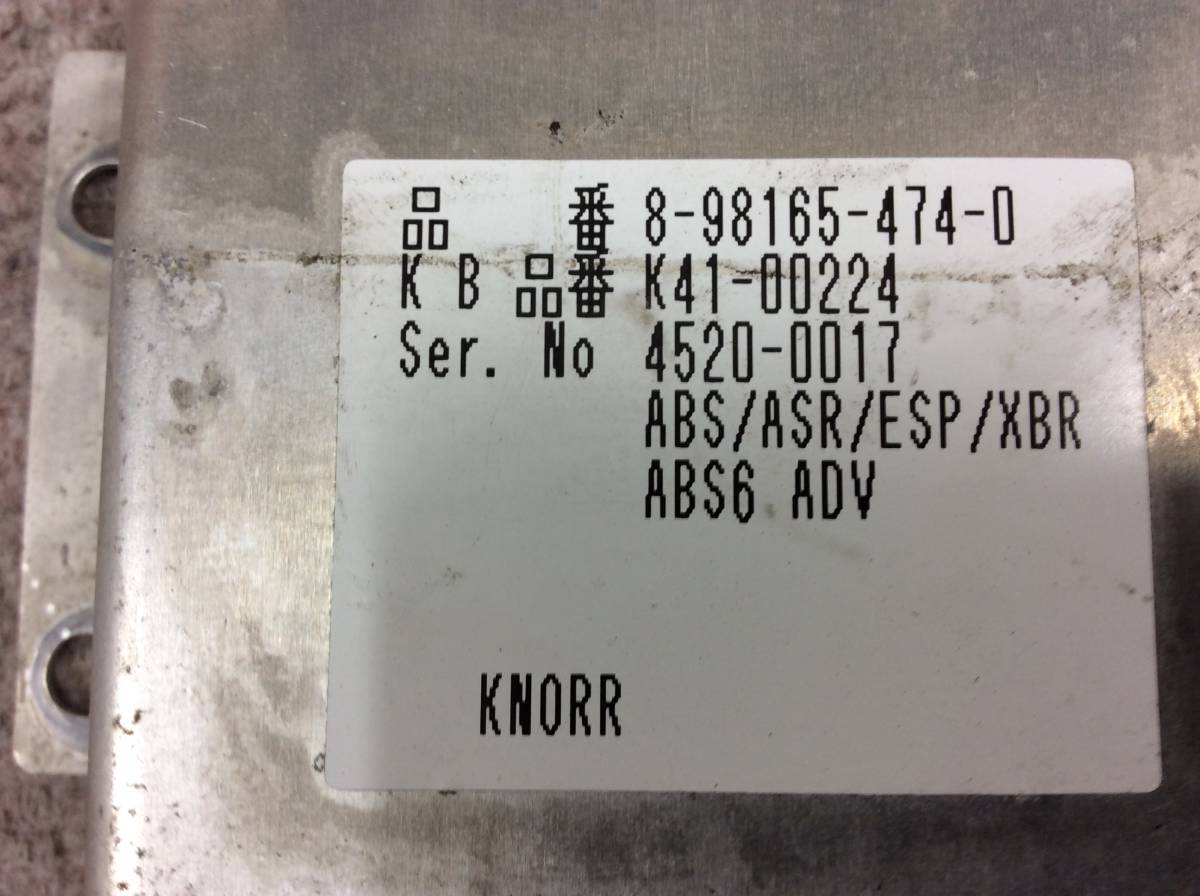 品 番 8-98165-474-0
K B 品番 K41-00224
Ser. No 4520-0017
ABS/ASR/ESP/XBR
ABS6 ADV
KNORR